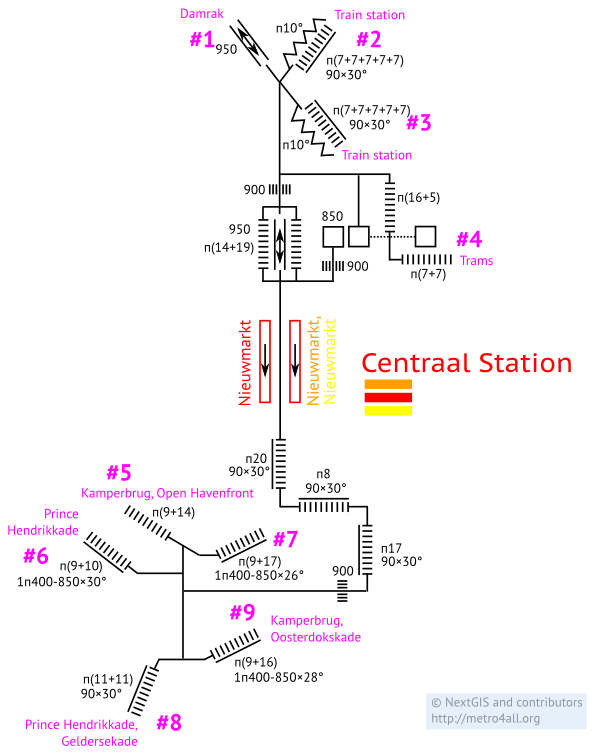 Damrak
#1
950
п10°
Train station
#2
п(7+7+7+7+7)
90×30°
п(7+7+7+7+7)
90×30°
#3
п10°
Train station
900
950
п(14+19)
850
900
п(16+5)
#4
Trams
п(7+7)
Nieuwmarkt
Nieuwmarkt,
Nieuwmarkt
Centraal Station
п20
90×30°
п8
90×30°
п17
90×30°
900
#5
Kamperbrug, Open Havenfront
п(9+14)
Prince
Hendrikkade
#6
п(9+10)
1п400-850×30°
#7
п(9+17)
1п400-850×26°
#9
Kamperbrug,
Oosterdokskade
п(9+16)
1п400-850×28°
п(11+11)
90×30°
#8
Prince Hendrikkade,
Geldersekade
© NextGIS and contributors
http://metro4all.org